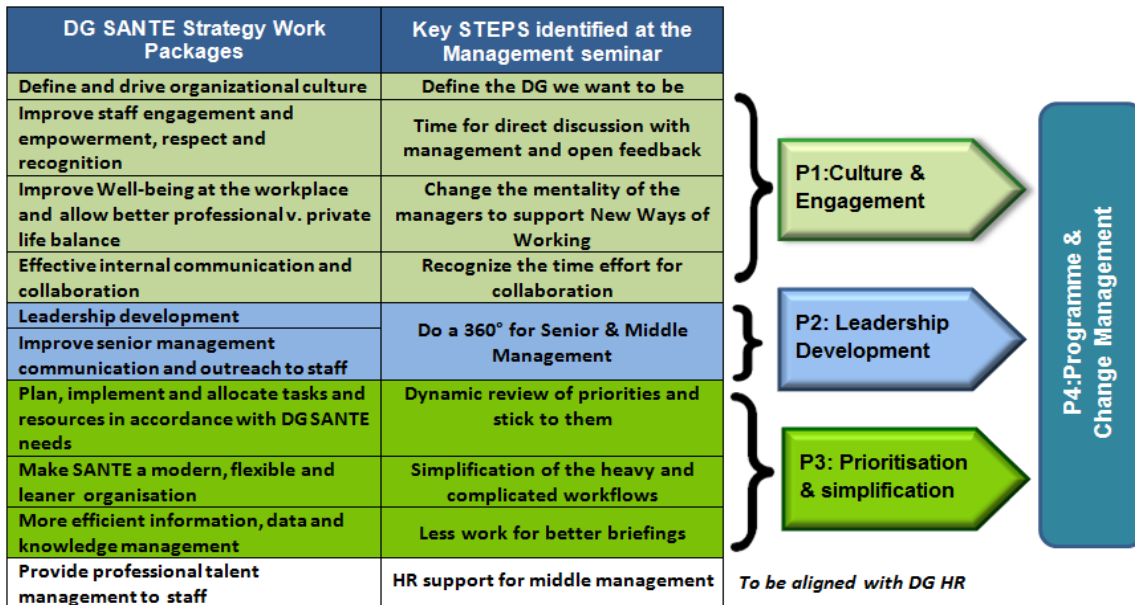 DG SANTE Strategy Work
Packages
Key STEPS identified at the
Management seminar
Define and drive organizational culture
Define the DG we want to be
Improve staff engagement and
empowerment, respect and
recognition
Time for direct discussion with
management and open feedback
Improve Well-being at the workplace
and allow better professional v. private
life balance
Change the mentality of the
managers to support New Ways of
Working
Effective internal communication and
collaboration
Recognize the time effort for
collaboration
Leadership development
Improve senior management
communication and outreach to staff
Do a 360° for Senior & Middle
Management
Plan, implement and allocate tasks and
resources in accordance with DG SANTE
needs
Dynamic review of priorities and
stick to them
Make SANTE a modern, flexible and
leaner organisation
Simplification of the heavy and
complicated workflows
More efficient information, data and
knowledge management
Less work for better briefings
Provide professional talent
management to staff
HR support for middle management
To be aligned with DG HR
P1:Culture &
Engagement
P2: Leadership
Development
P3: Prioritisation
& simplification
P4:Programme &
Change Management